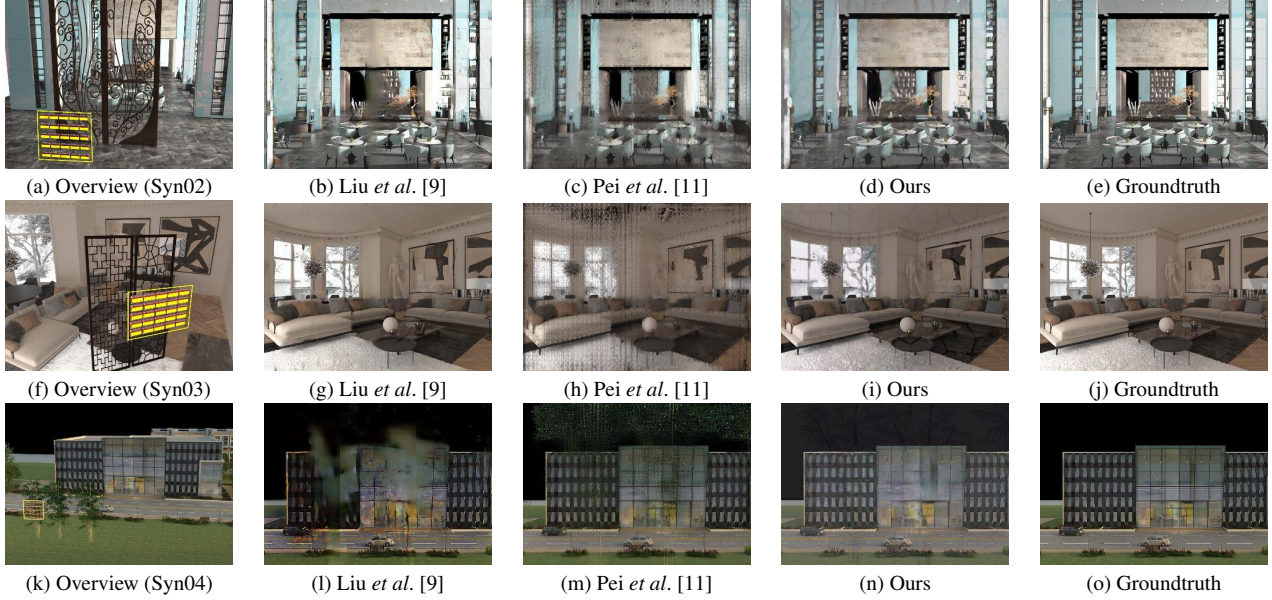 (a) Overview (Syn02) (b) Liu et al. [9] (c) Pei et al. [11] (d) Ours (e) Groundtruth
(f) Overview (Syn03) (g) Liu et al. [9] (h) Pei et al. [11] (i) Ours (j) Groundtruth
(k) Overview (Syn04) (l) Liu et al. [9] (m) Pei et al. [11] (n) Ours (o) Groundtruth